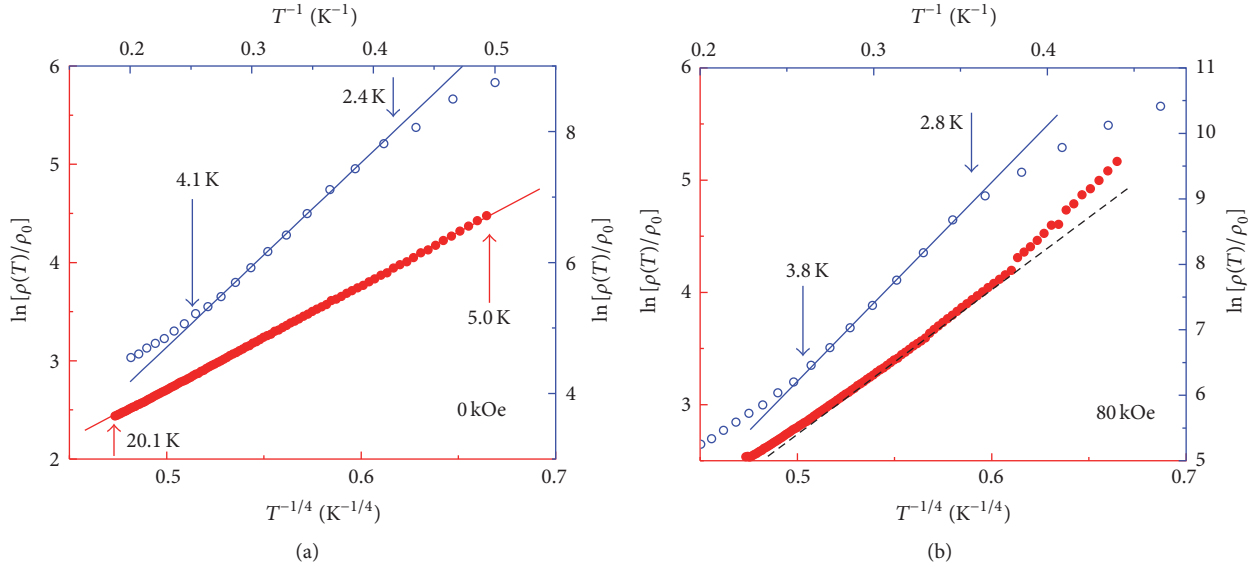 T⁻¹ (K⁻¹)
0.2 0.3 0.4 0.5
6
5
4
3
2
ln [ρ(T)/ρ₀]
2.4 K
4.1 K
5.0 K
20.1 K
0 kOe
8
6
4
ln [ρ(T)/ρ₀]
0.5 0.6 0.7
T⁻¹/⁴ (K⁻¹/⁴)
(a)
T⁻¹ (K⁻¹)
0.2 0.3 0.4
6
5
4
3
ln [ρ(T)/ρ₀]
2.8 K
3.8 K
80 kOe
11
10
9
8
7
6
5
ln [ρ(T)/ρ₀]
0.5 0.6 0.7
T⁻¹/⁴ (K⁻¹/⁴)
(b)